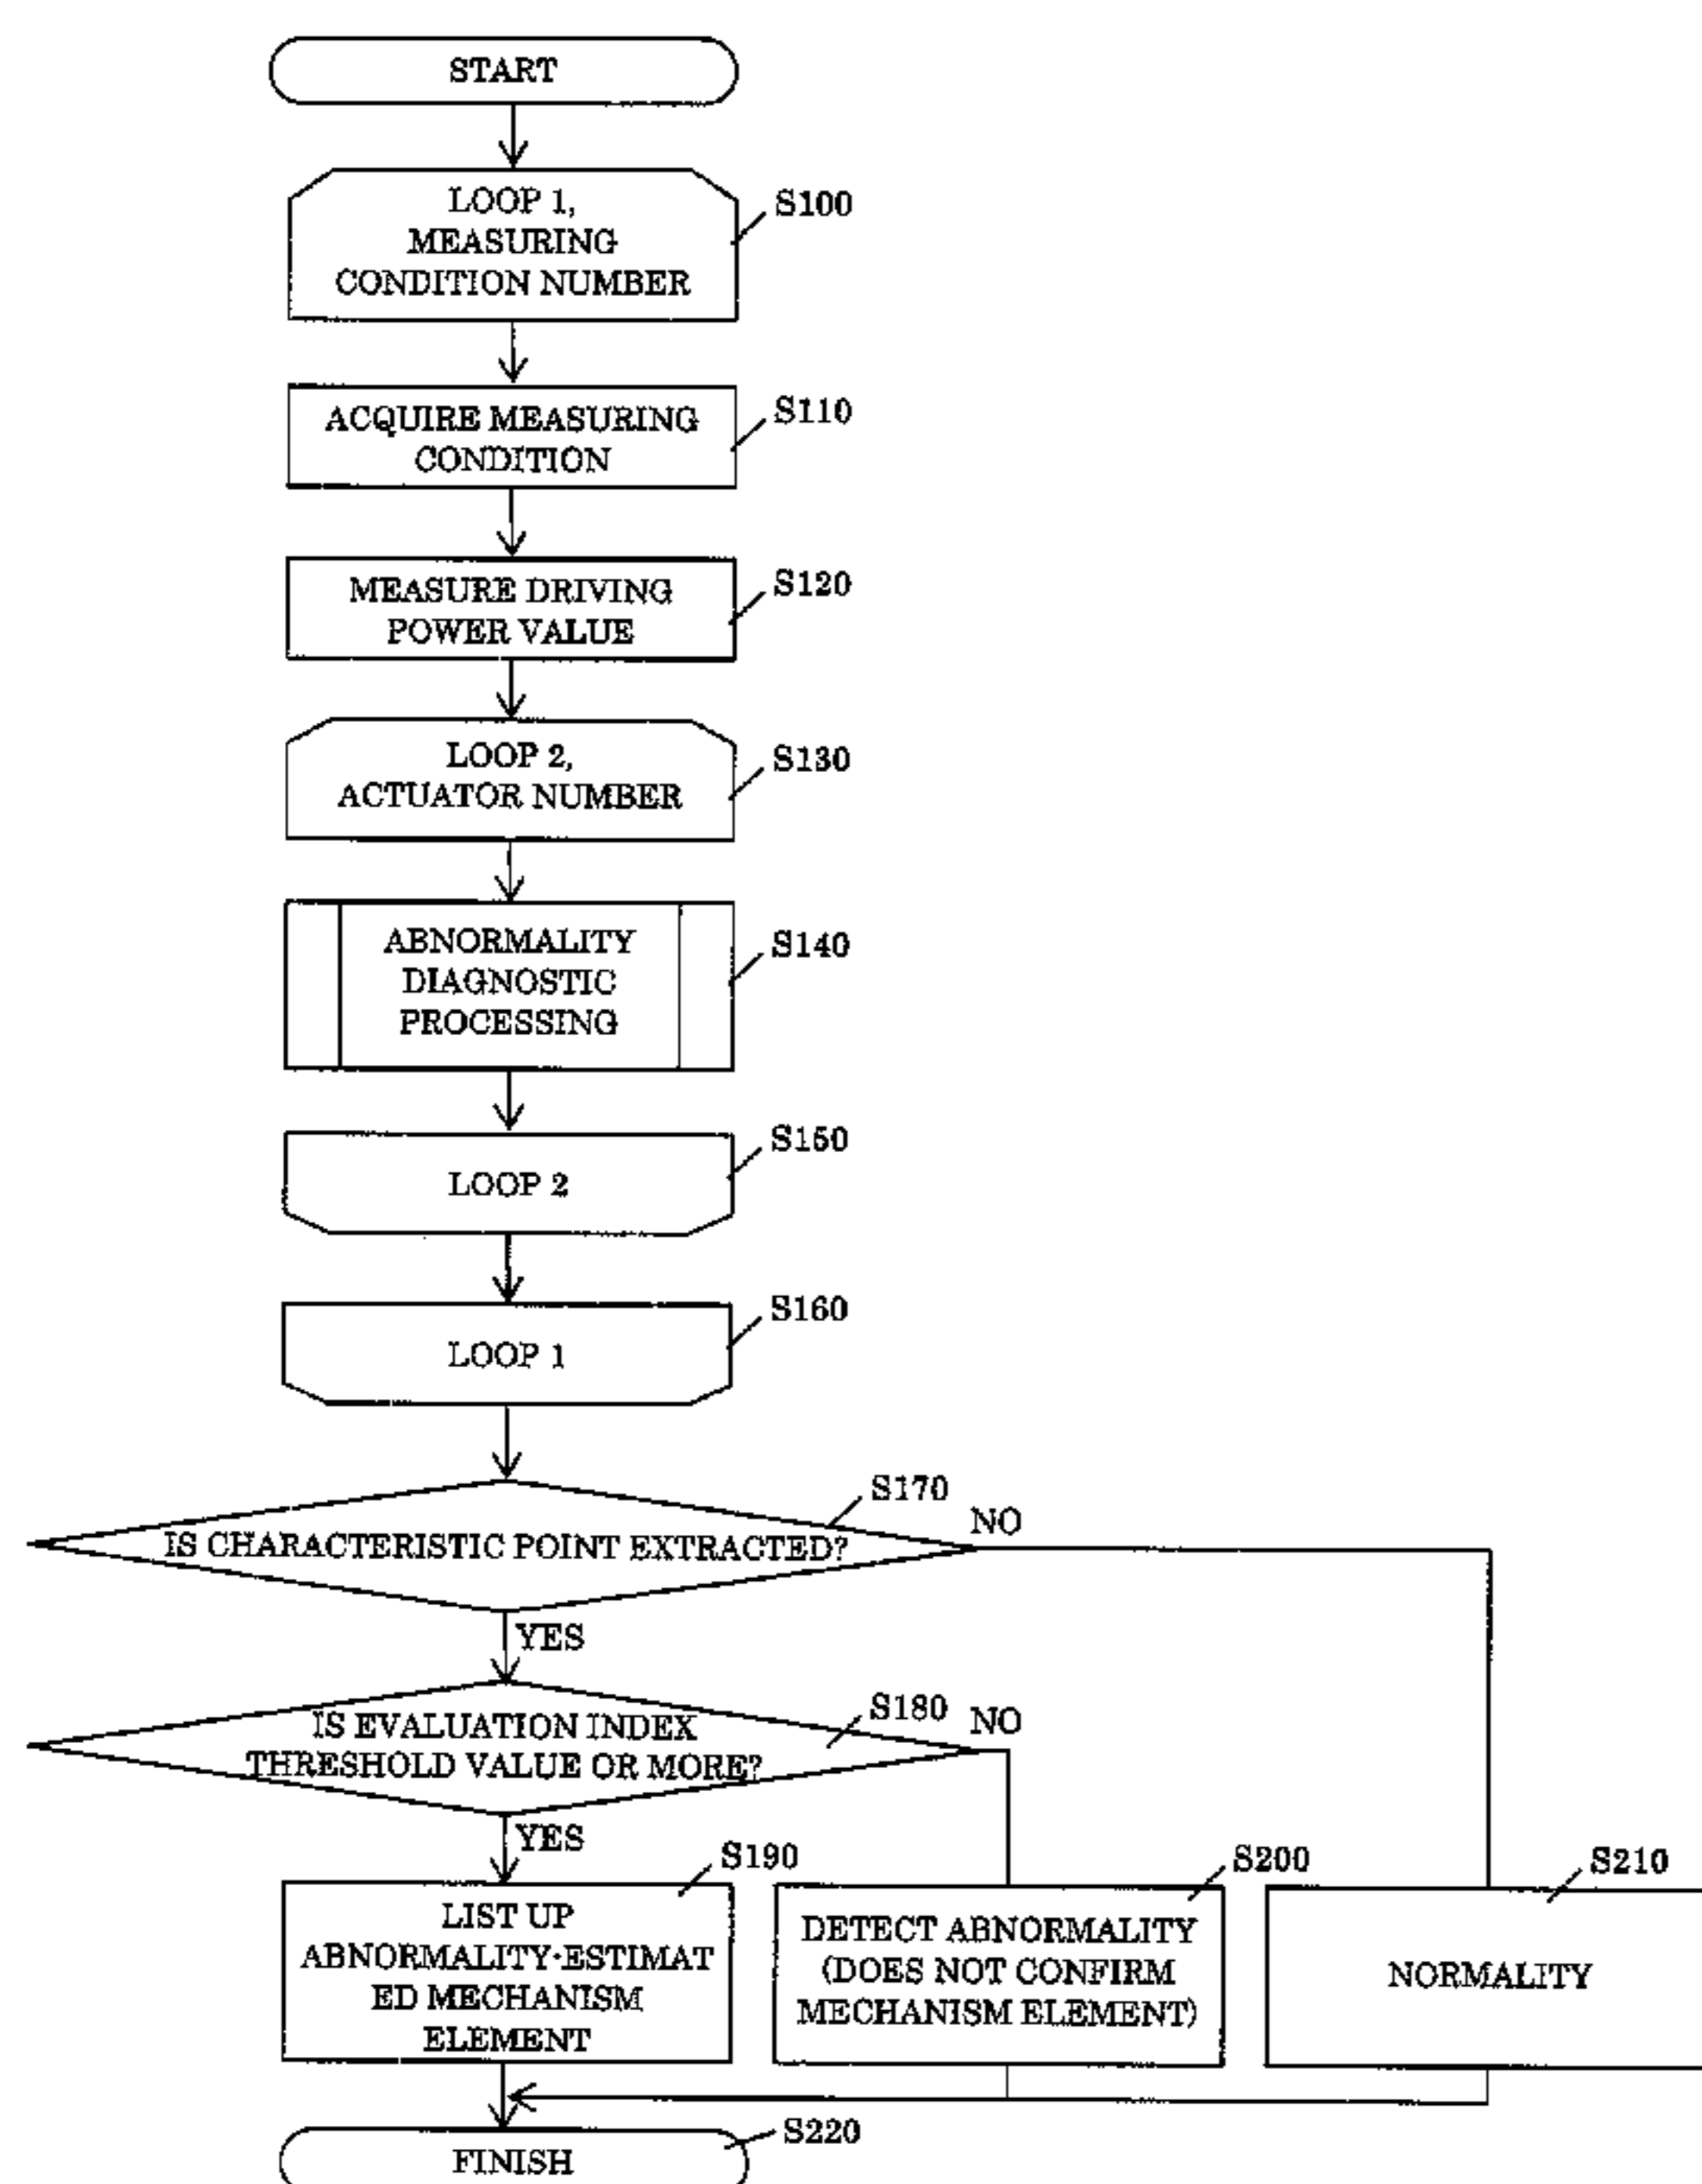 START
LOOP 1,
MEASURING
CONDITION NUMBER
S100
ACQUIRE MEASURING
CONDITION
S110
MEASURE DRIVING
POWER VALUE
S120
LOOP 2,
ACTUATOR NUMBER
S130
ABNORMALITY
DIAGNOSTIC
PROCESSING
S140
LOOP 2
S150
LOOP 1
S160
IS CHARACTERISTIC POINT EXTRACTED?
S170
NO
YES
IS EVALUATION INDEX
THRESHOLD VALUE OR MORE?
S180
NO
YES
LIST UP
ABNORMALITY-ESTIMAT
ED MECHANISM
ELEMENT
S190
DETECT ABNORMALITY
(DOES NOT CONFIRM
MECHANISM ELEMENT)
S200
NORMALITY
S210
FINISH
S220